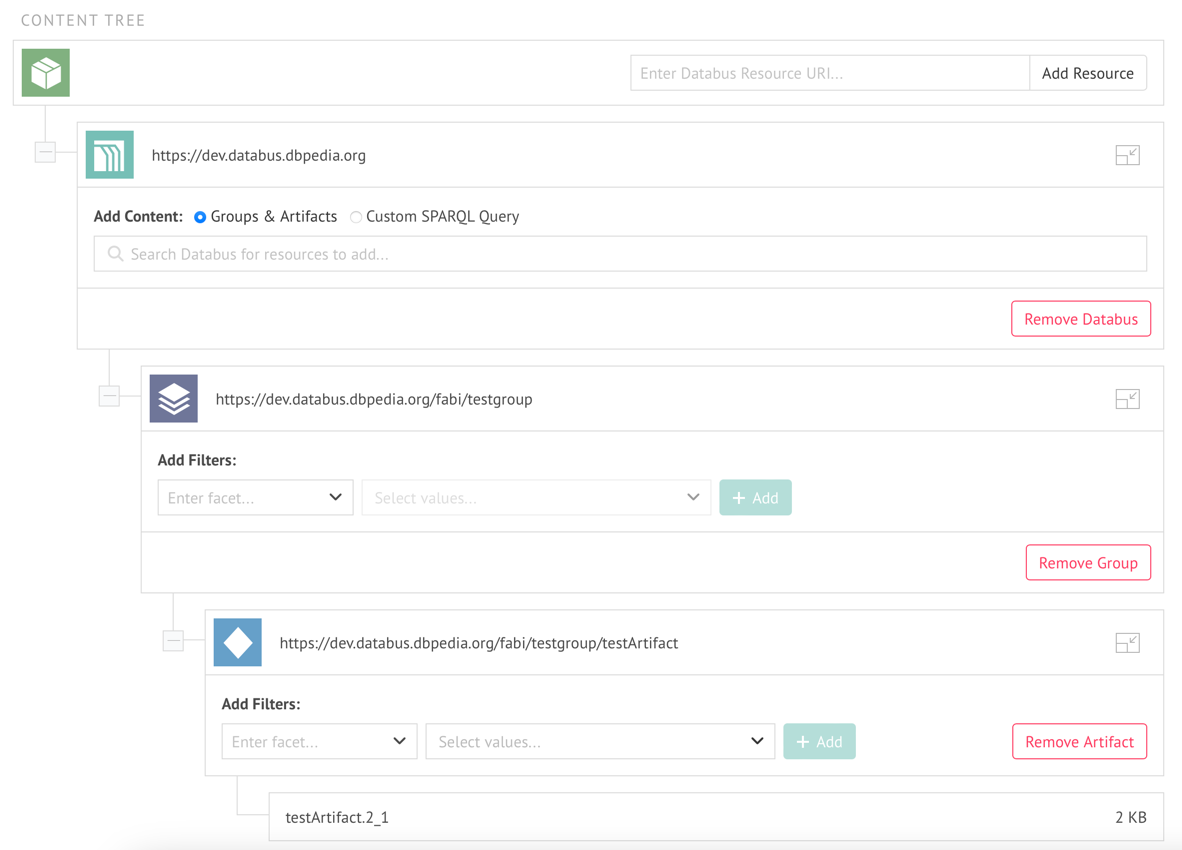 CONTENT TREE
Enter Databus Resource URI... Add Resource
https://dev.databus.dbpedia.org
Add Content: Groups & Artifacts Custom SPARQL Query
Search Databus for resources to add...
Remove Databus
https://dev.databus.dbpedia.org/fabi/testgroup
Add Filters:
Enter facet... Select values... + Add
Remove Group
https://dev.databus.dbpedia.org/fabi/testgroup/testArtifact
Add Filters:
Enter facet... Select values... + Add Remove Artifact
testArtifact.2_1 2 KB